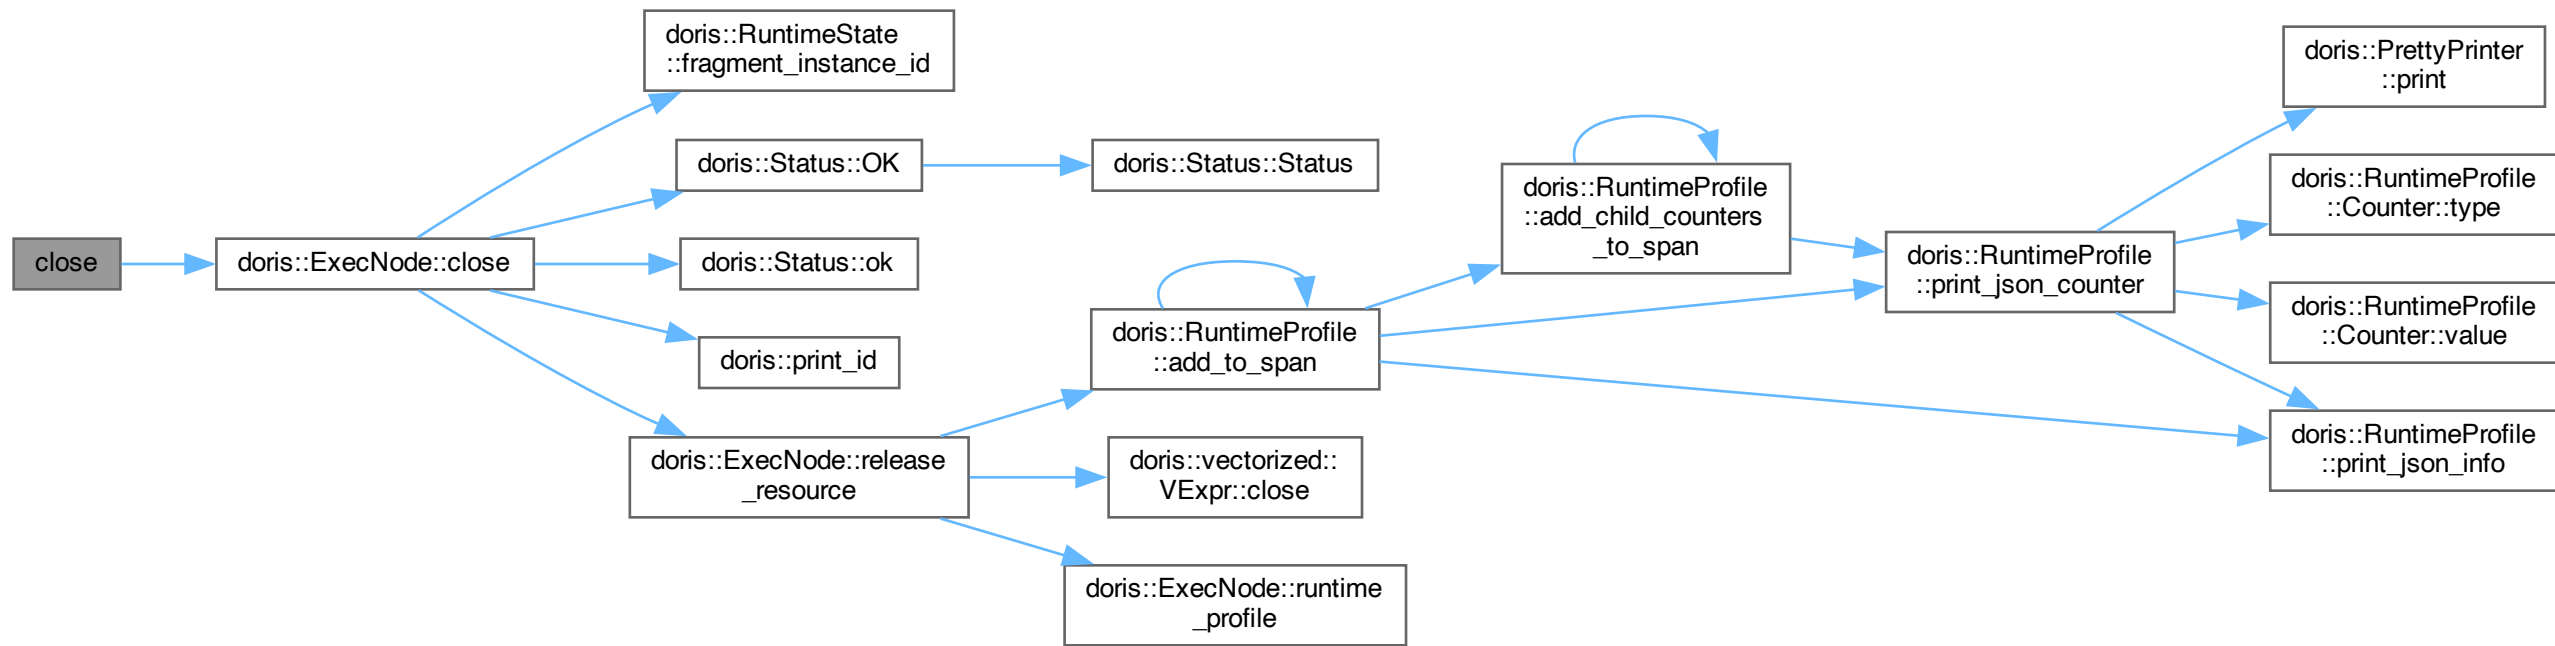 close
doris::ExecNode::close
doris::RuntimeState
::fragment_instance_id
doris::Status::OK
doris::Status::ok
doris::print_id
doris::ExecNode::release
_resource
doris::Status::Status
doris::RuntimeProfile
::add_to_span
doris::vectorized::
VExpr::close
doris::ExecNode::runtime
_profile
doris::RuntimeProfile
::add_child_counters
_to_span
doris::RuntimeProfile
::print_json_counter
doris::PrettyPrinter
::print
doris::RuntimeProfile
::Counter::type
doris::RuntimeProfile
::Counter::value
doris::RuntimeProfile
::print_json_info